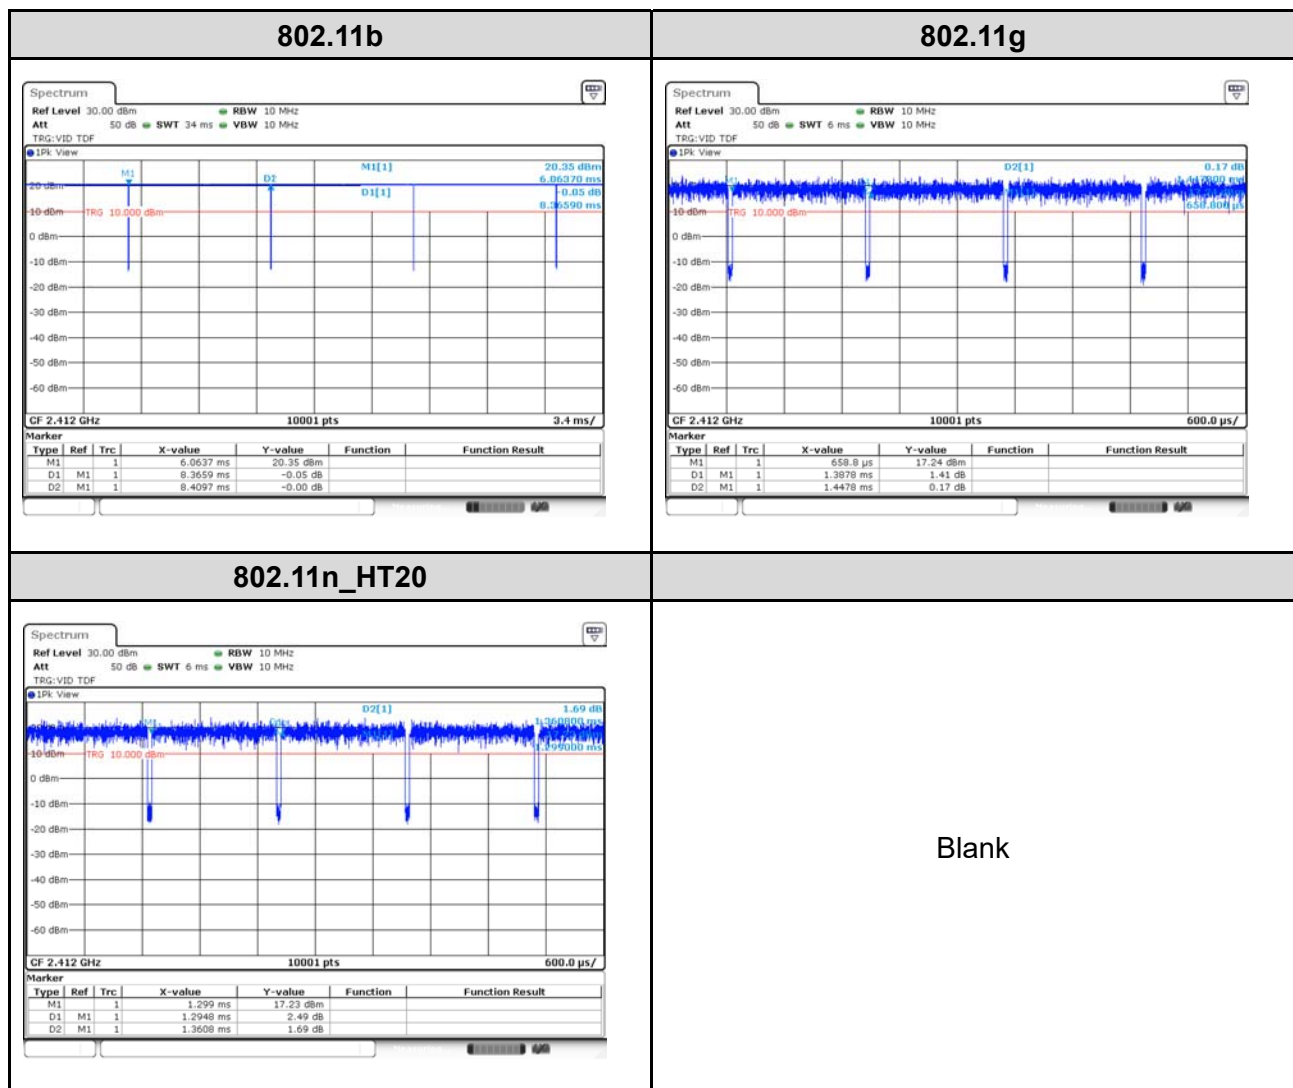 802.11b
802.11g
Spectrum
Ref Level 30.00 dBm RBW 10 MHz
Att 50 dB SWT 34 ms VBW 10 MHz
TRG:VID TDF
1Pk View
M1[1] 20.35 dBm
6.06370 ms
D1[1] -0.05 dB
8.36590 ms
M1
D2
20 dBm
10 dBm
TRG 10.000 dBm
0 dBm
-10 dBm
-20 dBm
-30 dBm
-40 dBm
-50 dBm
-60 dBm
CF 2.412 GHz 10001 pts 3.4 ms/
Marker
Type Ref Trc X-value Y-value Function Function Result
M1 1 6.0637 ms 20.35 dBm
D1 M1 1 8.3659 ms -0.05 dB
D2 M1 1 8.4097 ms -0.00 dB
Spectrum
Ref Level 30.00 dBm RBW 10 MHz
Att 50 dB SWT 6 ms VBW 10 MHz
TRG:VID TDF
1Pk View
D2[1] 0.17 dB
658.800 µs
M1
10 dBm
TRG 10.000 dBm
0 dBm
-10 dBm
-20 dBm
-30 dBm
-40 dBm
-50 dBm
-60 dBm
CF 2.412 GHz 10001 pts 600.0 µs/
Marker
Type Ref Trc X-value Y-value Function Function Result
M1 1 658.8 µs 17.24 dBm
D1 M1 1 1.3878 ms 1.41 dB
D2 M1 1 1.4478 ms 0.17 dB
802.11n_HT20
Spectrum
Ref Level 30.00 dBm RBW 10 MHz
Att 50 dB SWT 6 ms VBW 10 MHz
TRG:VID TDF
1Pk View
D2[1] 1.69 dB
1.360800 ms
1.299000 ms
M1
10 dBm
TRG 10.000 dBm
0 dBm
-10 dBm
-20 dBm
-30 dBm
-40 dBm
-50 dBm
-60 dBm
CF 2.412 GHz 10001 pts 600.0 µs/
Marker
Type Ref Trc X-value Y-value Function Function Result
M1 1 1.299 ms 17.23 dBm
D1 M1 1 1.2948 ms 2.49 dB
D2 M1 1 1.3608 ms 1.69 dB
Blank